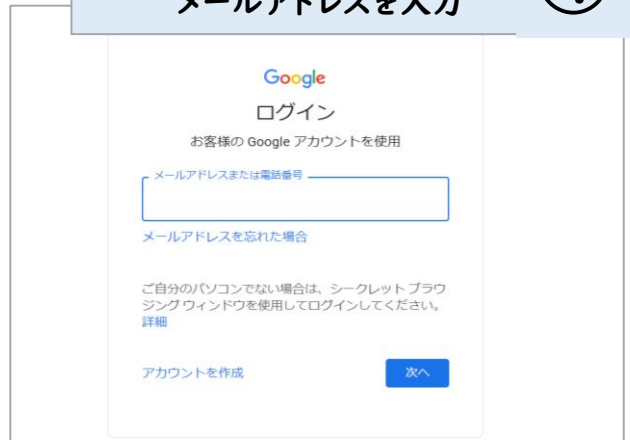 メールアドレスを入力
Google
ログイン
お客様の Google アカウントを使用
メールアドレスまたは電話番号
メールアドレスを忘れた場合
ご自分のパソコンでない場合は、シークレット ブラウ
ジング ウィンドウを使用してログインしてください。
詳細
アカウントを作成
次へ